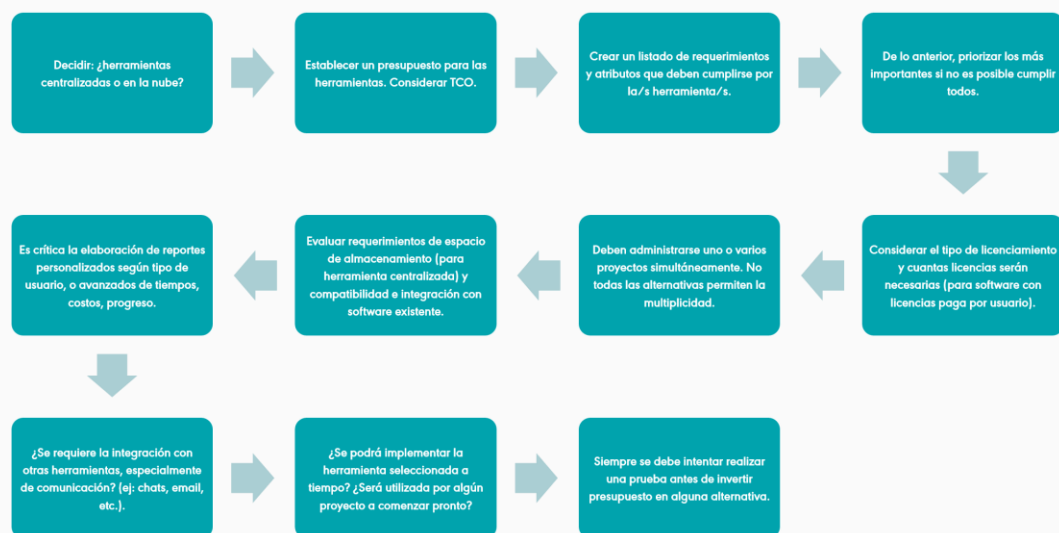 Decidir: ¿herramientas
centralizadas o en la nube?
Establecer un presupuesto para las
herramientas. Considerar TCO.
Crear un listado de requerimientos
y atributos que deben cumplirse por
la/s herramienta/s.
De lo anterior, priorizar los más
importantes si no es posible cumplir
todos.
Considerar el tipo de licenciamiento
y cuantas licencias serán
necesarias (para software con
licencias paga por usuario).
Deben administrarse uno o varios
proyectos simultáneamente. No
todas las alternativas permiten la
multiplicidad.
Evaluar requerimientos de espacio
de almacenamiento (para
herramienta centralizada) y
compatibilidad e integración con
software existente.
Es crítica la elaboración de reportes
personalizados según tipo de
usuario, o avanzados de tiempos,
costos, progreso.
¿Se requiere la integración con
otras herramientas, especialmente
de comunicación? (ej: chats, email,
etc.).
¿Se podrá implementar la
herramienta seleccionada a
tiempo? ¿Será utilizada por algún
proyecto a comenzar pronto?
Siempre se debe intentar realizar
una prueba antes de invertir
presupuesto en alguna alternativa.